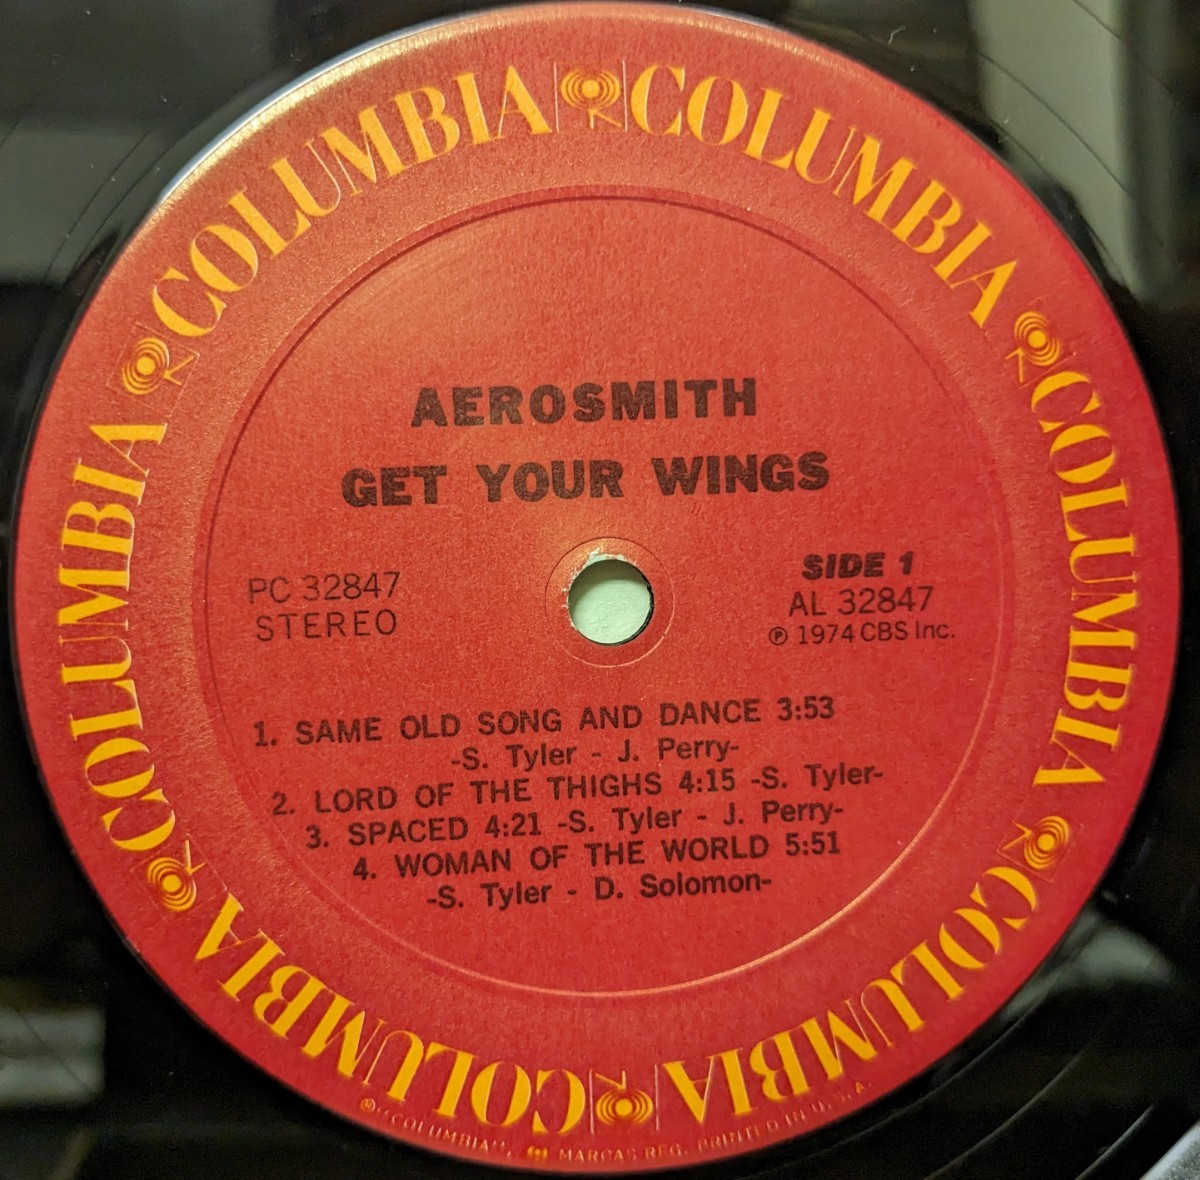 COLUMBIA COLUMBIA COLUMBIA COLUMBIA COLUMBIA COLUMBIA
AEROSMITH
GET YOUR WINGS
PC 32847
STEREO
SIDE 1
AL 32847
℗ 1974 CBS Inc.
1. SAME OLD SONG AND DANCE 3:53
-S. Tyler - J. Perry-
2. LORD OF THE THIGHS 4:15 -S. Tyler-
3. SPACED 4:21 -S. Tyler - J. Perry-
4. WOMAN OF THE WORLD 5:51
-S. Tyler - D. Solomon-
"COLUMBIA", MARCAS REG. PRINTED IN U.S.A.